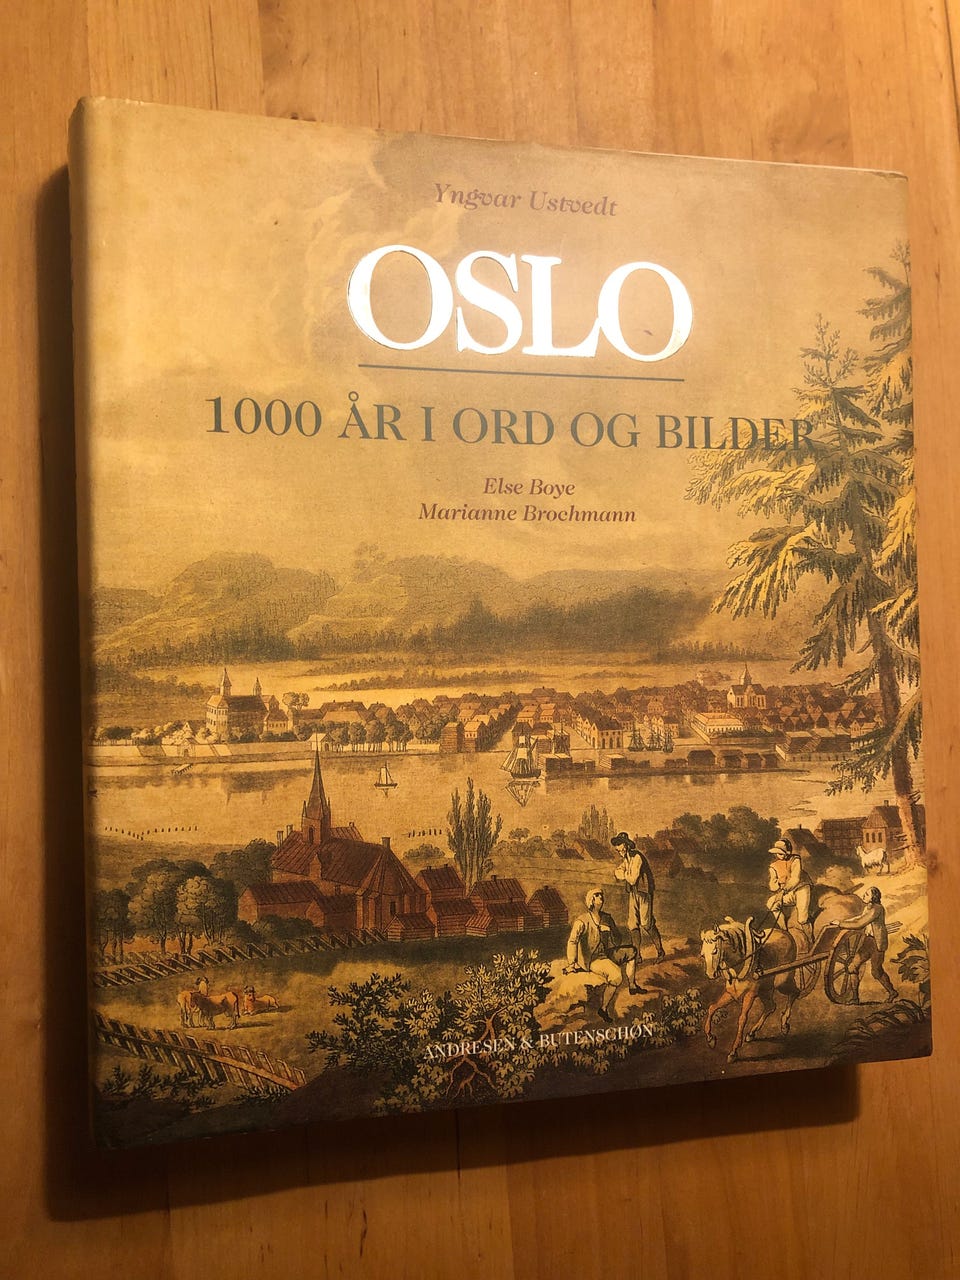 Yngvar Ustvedt
OSLO
1000 ÅR I ORD OG BILDER
Else Boye
Marianne Brochmann
ANDRESEN & BUTENSCHØN